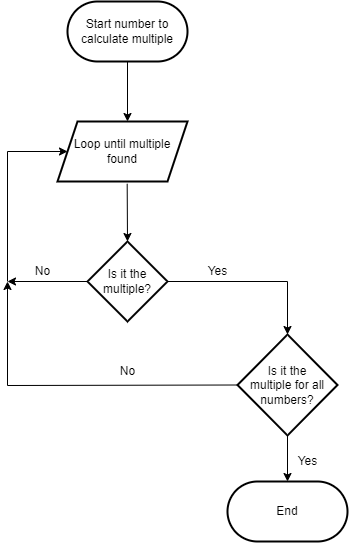 Start number to
calculate multiple
Loop until multiple
found
No
Is it the
multiple?
Yes
No
Is it the
multiple for all
numbers?
Yes
End